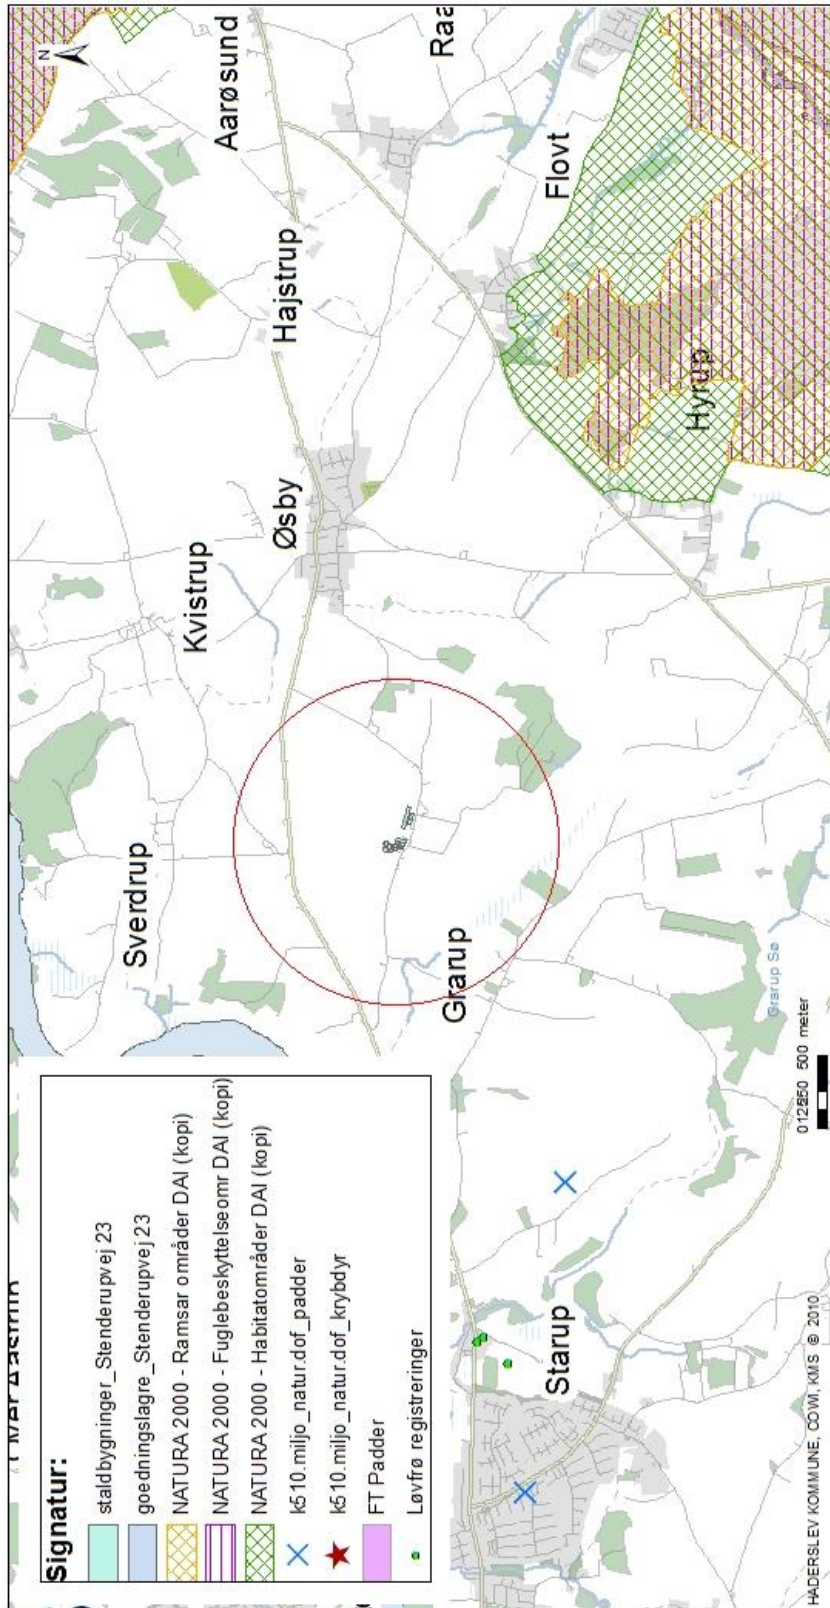 Signatur:
staldbygninger_Stenderupvej 23
goedningslagre_Stenderupvej 23
NATURA 2000 - Ramsar områder DAI (kopi)
NATURA 2000 - Fuglebeskyttelseomr DAI (kopi)
NATURA 2000 - Habitatområder DAI (kopi)
k510.miljo_natur.dof_padder
k510.miljo_natur.dof_krybdyr
FT Padder
Løvfrø registreringer
N
Aarøsund
Raa
Hajstrup
Flovt
Øsby
Kvistrup
Hyrup
Sverdrup
Grarup
Grarup Sø
Starup
500 meter
HADERSLEV KOMMUNE, COWI, KMS © 2010